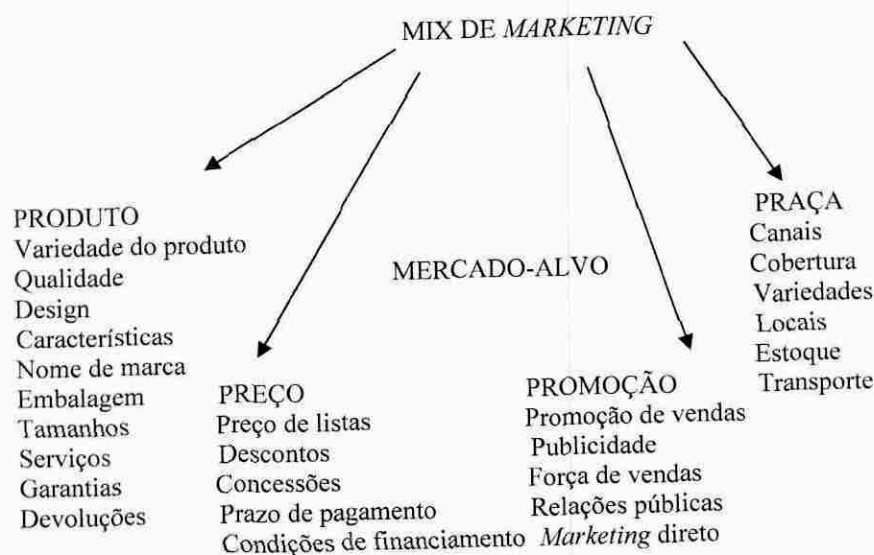 MIX DE MARKETING
PRODUTO
Variedade do produto
Qualidade
Design
Características
Nome de marca
Embalagem
Tamanhos
Serviços
Garantias
Devoluções
PREÇO
Preço de listas
Descontos
Concessões
Prazo de pagamento
Condições de financiamento
MERCADO-ALVO
PROMOÇÃO
Promoção de vendas
Publicidade
Força de vendas
Relações públicas
Marketing direto
PRAÇA
Canais
Cobertura
Variedades
Locais
Estoque
Transporte